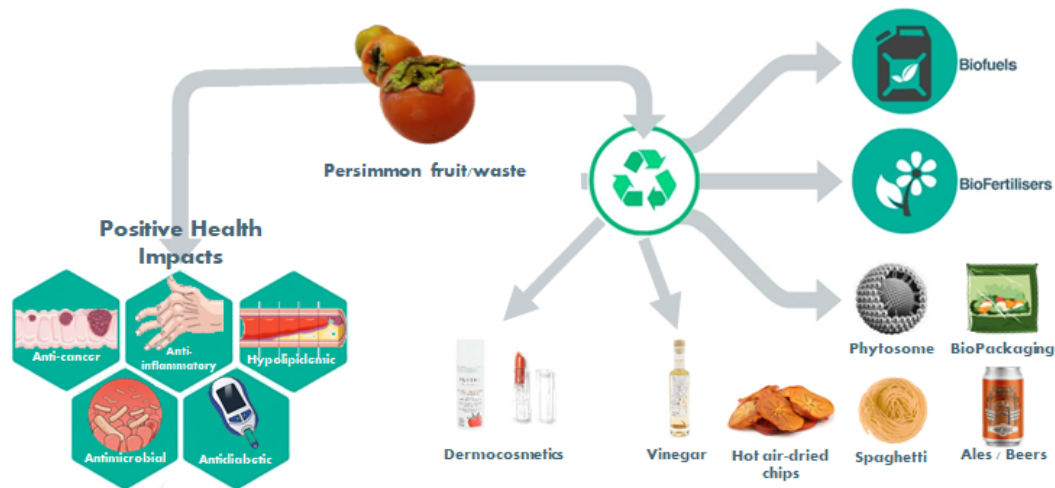 Biofuels
Persimmon fruit/waste
BioFertilisers
Positive Health
Impacts
Anti-cancer
Anti-
inflammatory
Hypolipidemic
Phytosome
BioPackaging
Antimicrobial
Antidiabetic
Dermocosmetics
Vinegar
Hot air-dried
chips
Spaghetti
Ales / Beers